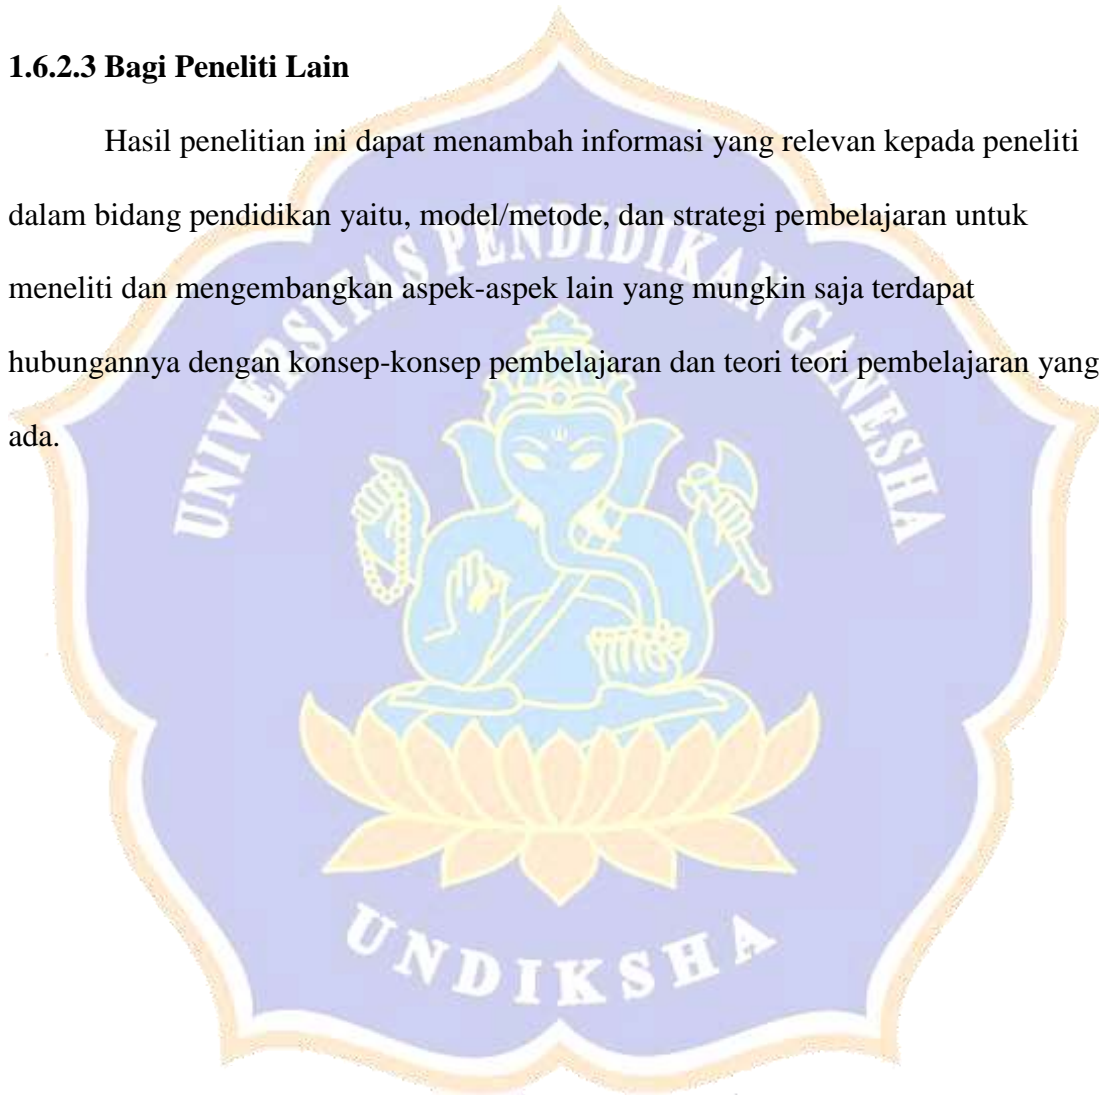 1.6.2.3 Bagi Peneliti Lain
Hasil penelitian ini dapat menambah informasi yang relevan kepada peneliti
dalam bidang pendidikan yaitu, model/metode, dan strategi pembelajaran untuk
meneliti dan mengembangkan aspek-aspek lain yang mungkin saja terdapat
hubungannya dengan konsep-konsep pembelajaran dan teori teori pembelajaran yang
ada.
UNIVERSITAS PENDIDIKAN GANESHA
UNDIKSHA